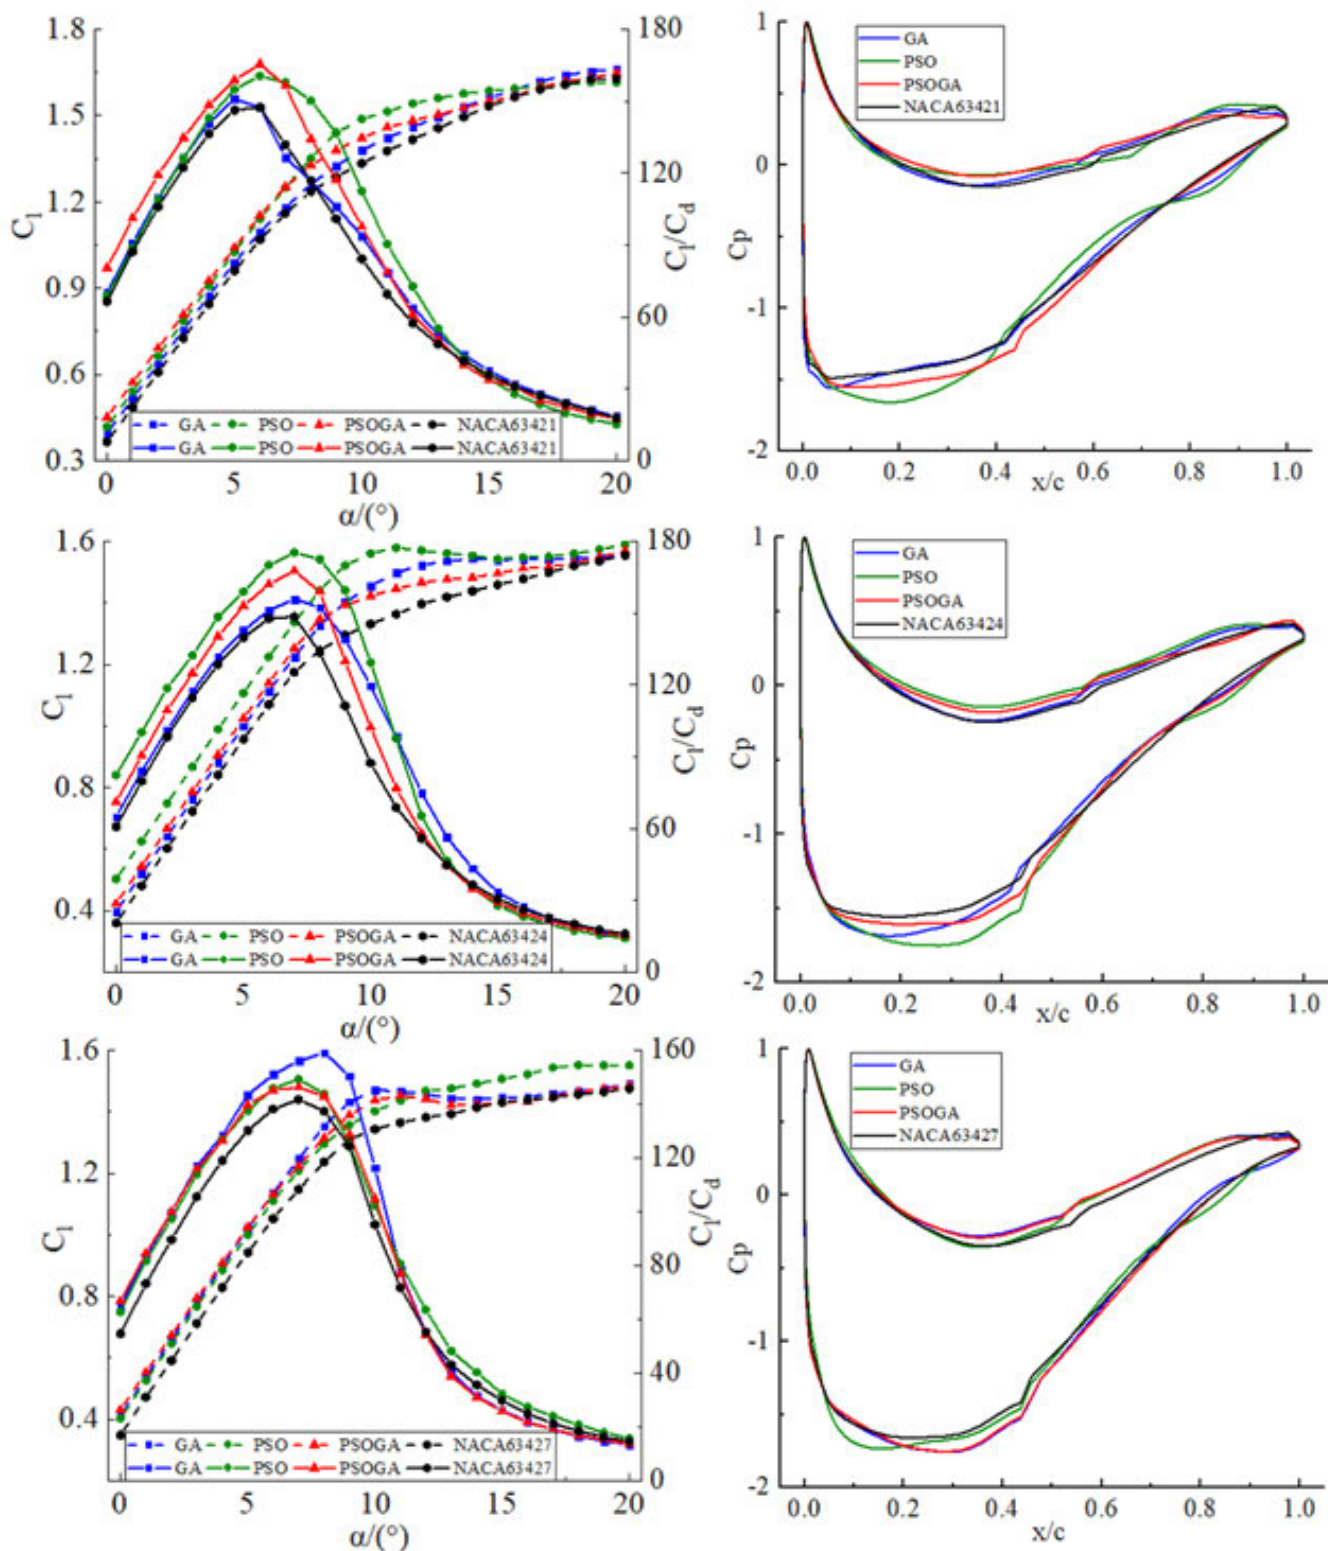 1.8
1.5
1.2
0.9
0.6
0.3
C_l
180
120
60
0
C_l/C_d
0 5 10 15 20
α/(°)
GA PSO PSOGA NACA63421
GA PSO PSOGA NACA63421
1
0
-1
-2
Cp
0.0 0.2 0.4 0.6 0.8 1.0
x/c
GA
PSO
PSOGA
NACA63421
1.6
1.2
0.8
0.4
C_l
180
120
60
0
C_l/C_d
0 5 10 15 20
α/(°)
GA PSO PSOGA NACA63424
GA PSO PSOGA NACA63424
1
0
-1
-2
Cp
0.0 0.2 0.4 0.6 0.8 1.0
x/c
GA
PSO
PSOGA
NACA63424
1.6
1.2
0.8
0.4
C_l
160
120
80
40
0
C_l/C_d
0 5 10 15 20
α/(°)
GA PSO PSOGA NACA63427
GA PSO PSOGA NACA63427
1
0
-1
-2
Cp
0.0 0.2 0.4 0.6 0.8 1.0
x/c
GA
PSO
PSOGA
NACA63427